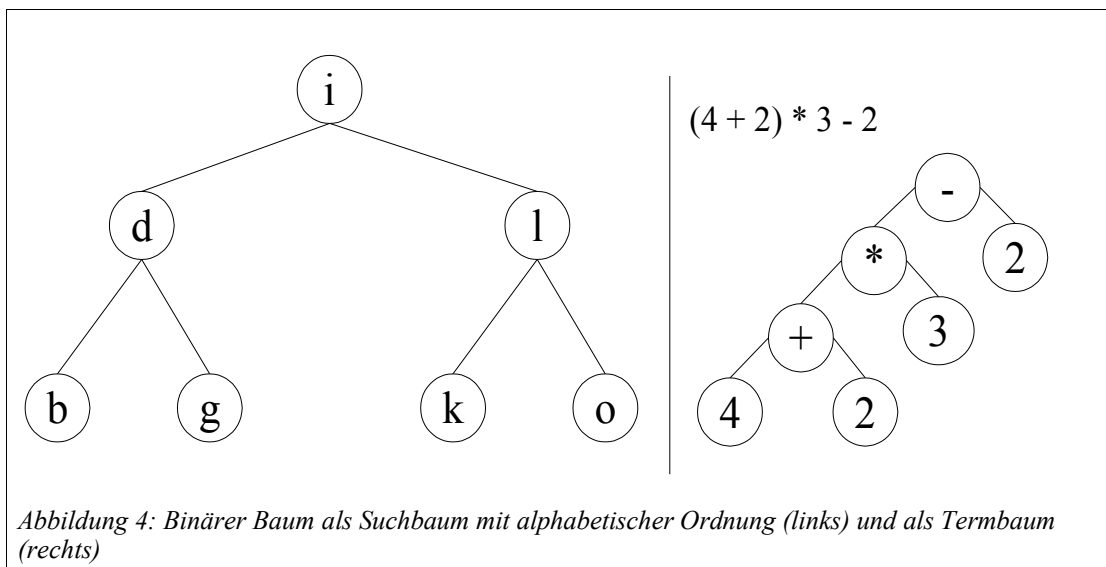 i
d l
b g k o
(4 + 2) * 3 - 2
-
* 2
+ 3
4 2
Abbildung 4: Binärer Baum als Suchbaum mit alphabetischer Ordnung (links) und als Termbaum
(rechts)